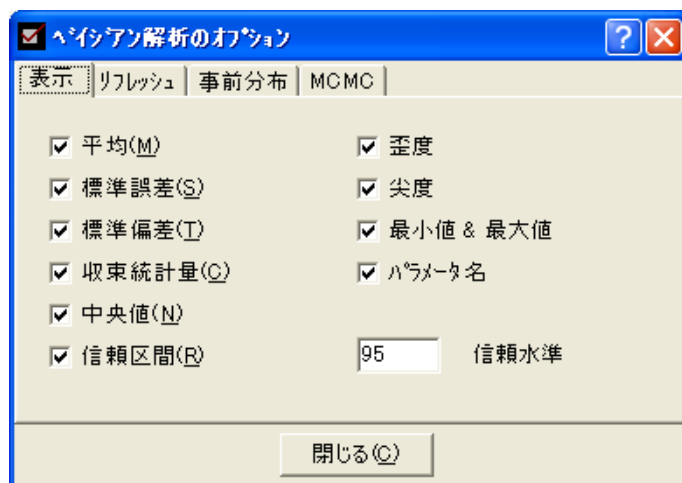 ﾍﾞｲｼﾞｱﾝ解析のｵﾌﾟｼｮﾝ
表示 ﾘﾌﾚｯｼｭ 事前分布 MCMC
平均(M) 歪度
標準誤差(S) 尖度
標準偏差(T) 最小値 & 最大値
収束統計量(C) ﾊﾟﾗﾒｰﾀ名
中央値(N)
信頼区間(R) 95 信頼水準
閉じる(C)